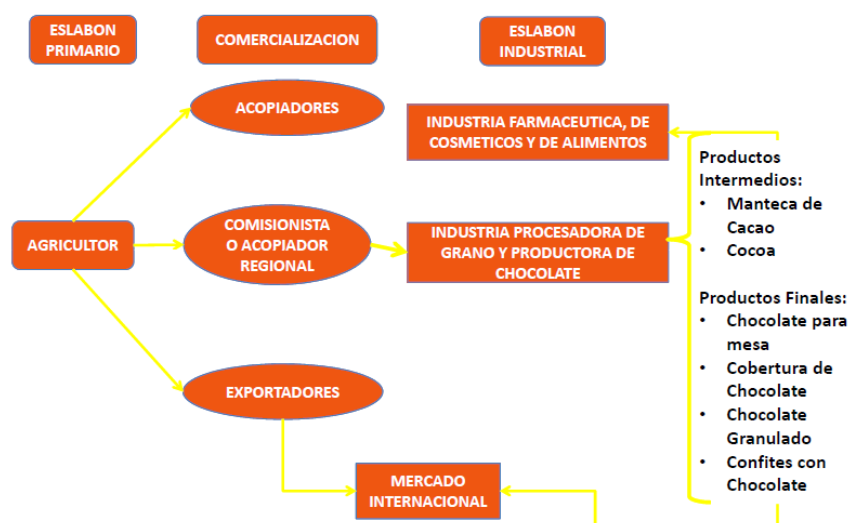 ESLABON
PRIMARIO
COMERCIALIZACION
ESLABON
INDUSTRIAL
ACOPIADORES
INDUSTRIA FARMACEUTICA, DE
COSMETICOS Y DE ALIMENTOS
AGRICULTOR
COMISIONISTA
O ACOPIADOR
REGIONAL
INDUSTRIA PROCESADORA DE
GRANO Y PRODUCTORA DE
CHOCOLATE
EXPORTADORES
MERCADO
INTERNACIONAL
Productos
Intermedios:
• Manteca de
Cacao
• Cocoa
Productos Finales:
• Chocolate para
mesa
• Cobertura de
Chocolate
• Chocolate
Granulado
• Confites con
Chocolate